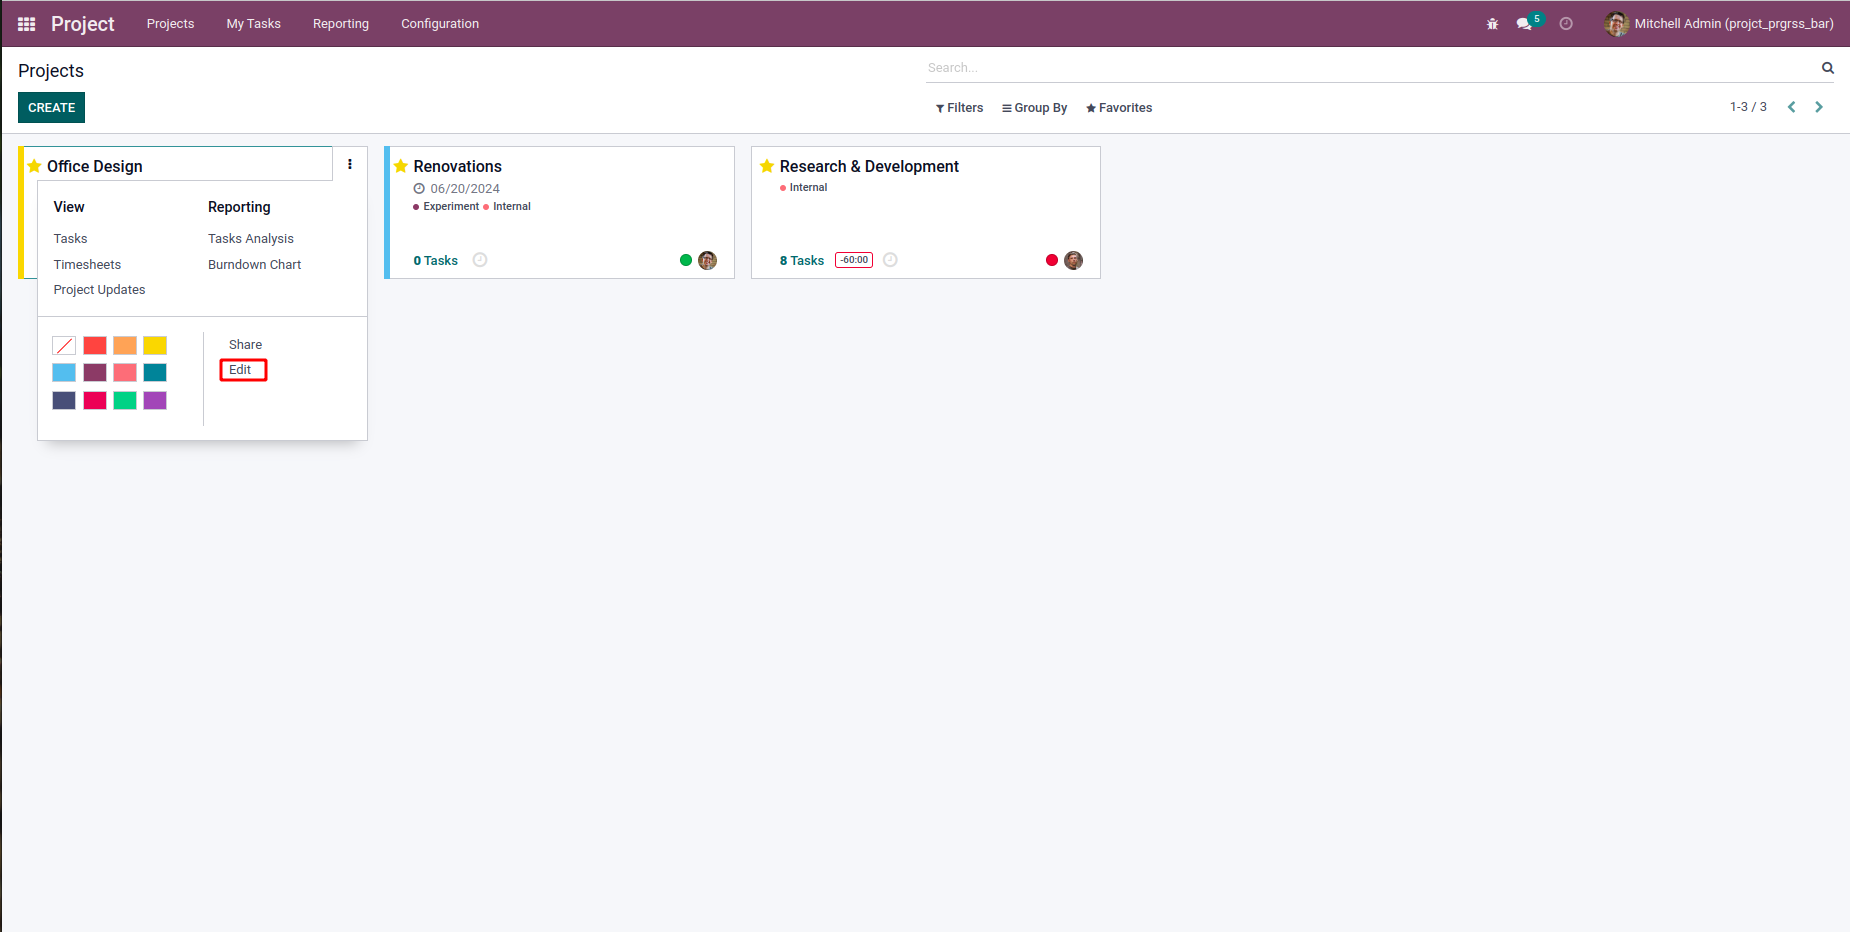 Project Projects My Tasks Reporting Configuration 5 Mitchell Admin (projct_prgrss_bar)
Projects Search...
CREATE Filters Group By Favorites 1-3 / 3
Office Design
View Reporting
Tasks Tasks Analysis
Timesheets Burndown Chart
Project Updates
Share
Edit
Renovations
06/20/2024
Experiment Internal
0 Tasks
Research & Development
Internal
8 Tasks -60:00